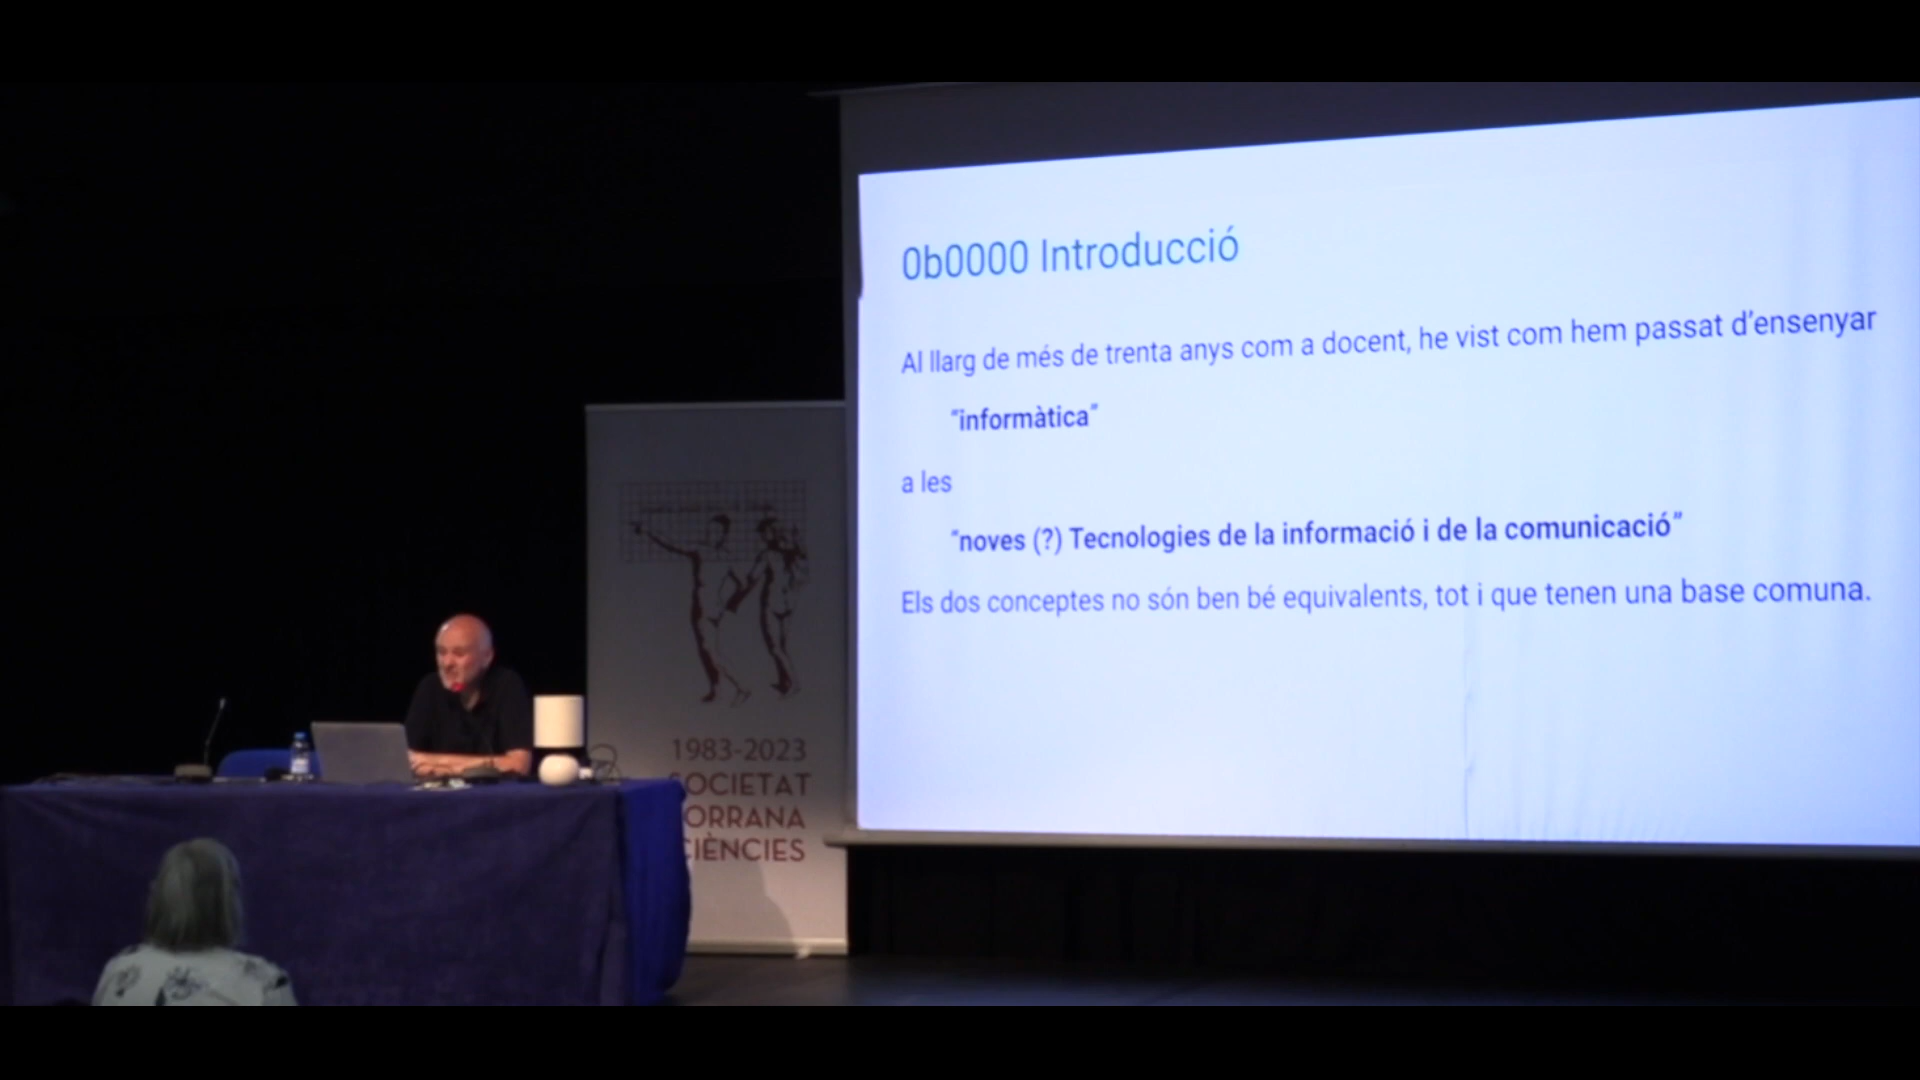 0b0000 Introducció
Al llarg de més de trenta anys com a docent, he vist com hem passat d’ensenyar
“informàtica”
a les
“noves (?) Tecnologies de la informació i de la comunicació”
Els dos conceptes no són ben bé equivalents, tot i que tenen una base comuna.
1983-2023
OCIETAT
ORRANA
CIÈNCIES